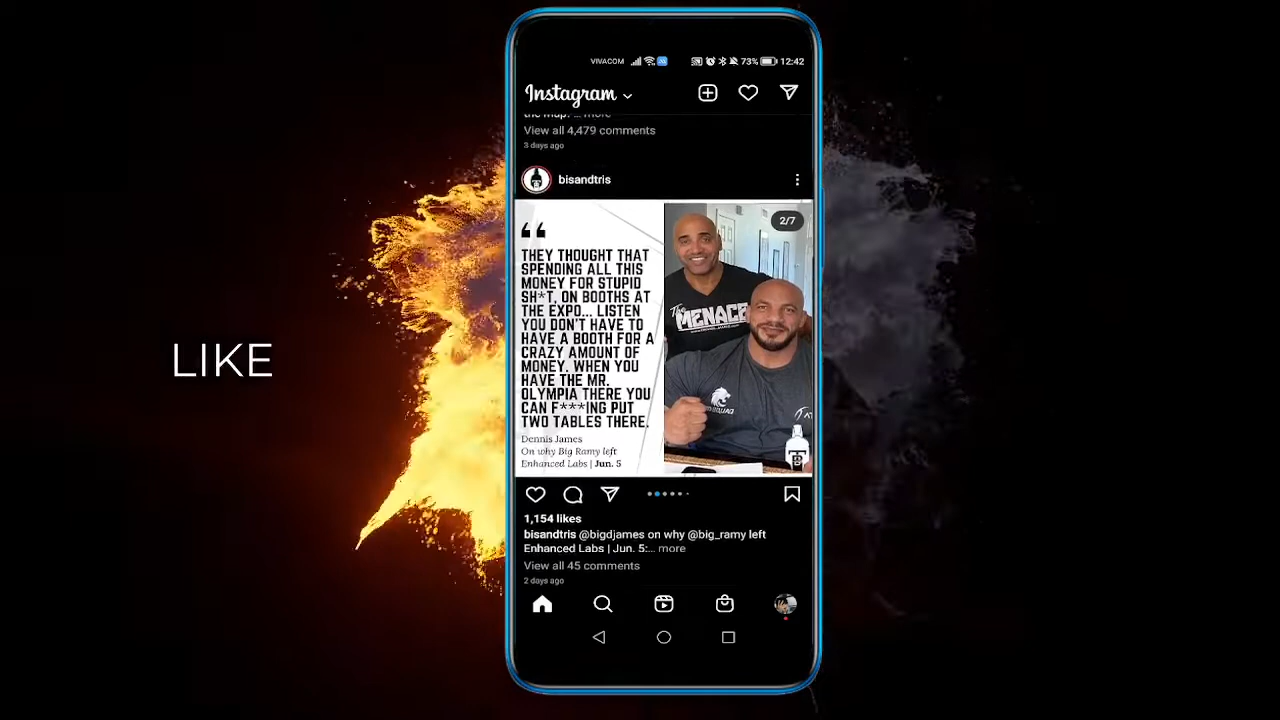 LIKE
VIVACOM
73%
12:42
Instagram
the map. ... more
View all 4,479 comments
3 days ago
bisandtris
2/7
“
THEY THOUGHT THAT
SPENDING ALL THIS
MONEY FOR STUPID
SH*T, ON BOOTHS AT
THE EXPO... LISTEN
YOU DON'T HAVE TO
HAVE A BOOTH FOR A
CRAZY AMOUNT OF
MONEY. WHEN YOU
HAVE THE MR.
OLYMPIA THERE YOU
CAN F***ING PUT
TWO TABLES THERE.
Dennis James
On why Big Ramy left
Enhanced Labs | Jun. 5
The
MENACE
1,154 likes
bisandtris @bigdjames on why @big_ramy left
Enhanced Labs | Jun. 5:... more
View all 45 comments
2 days ago